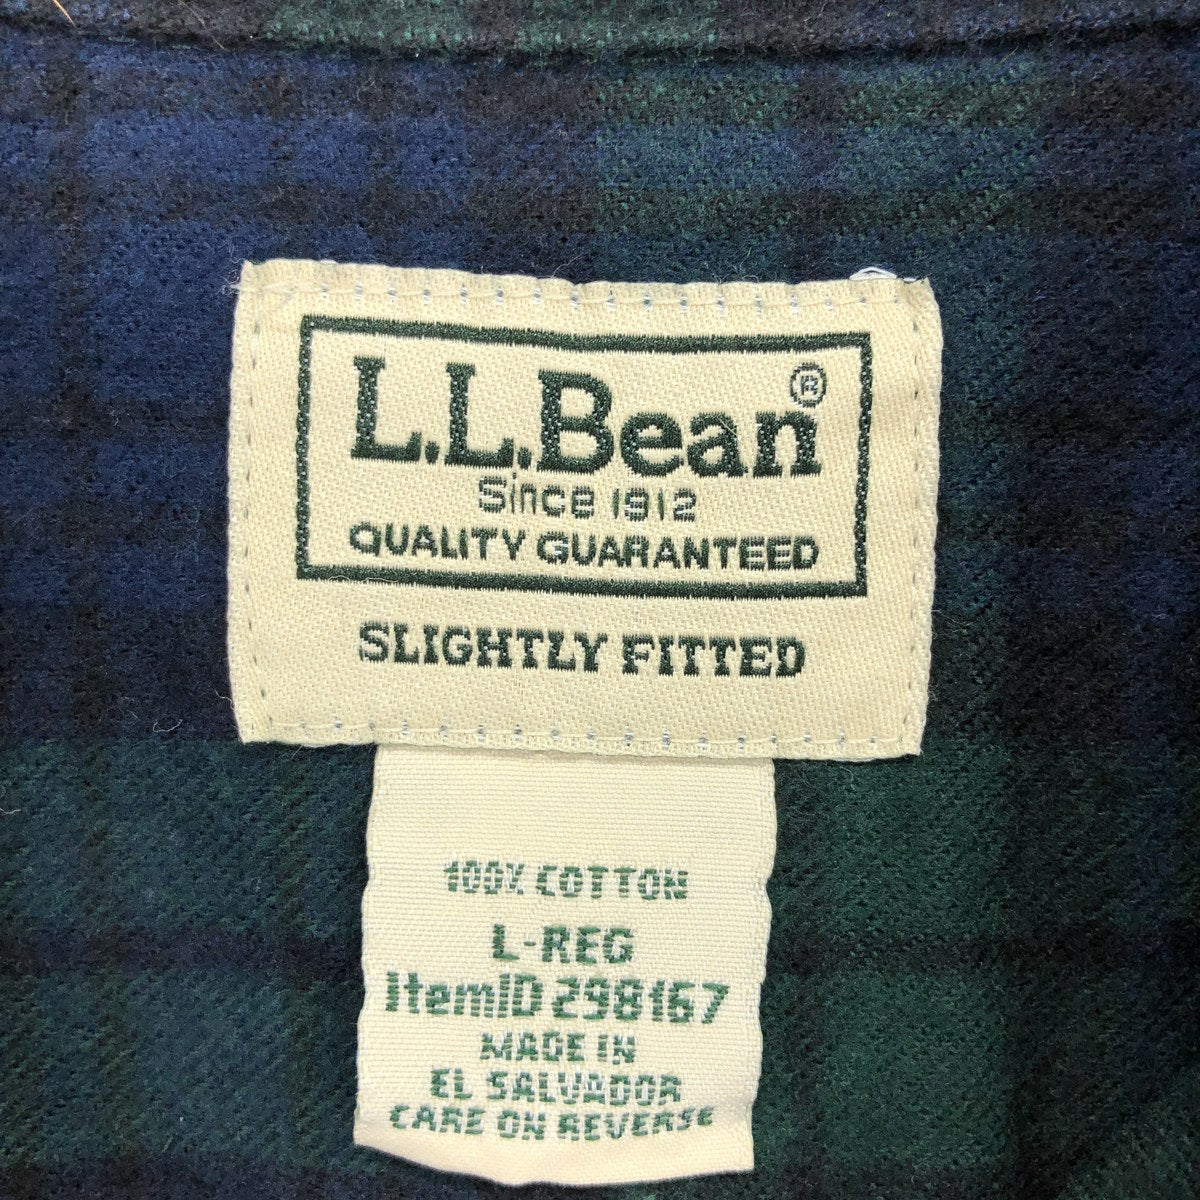 L.L.Bean®
Since 1912
QUALITY GUARANTEED
SLIGHTLY FITTED
100% COTTON
L-REG
ItemID 298167
MADE IN
EL SALVADOR
CARE ON REVERSE